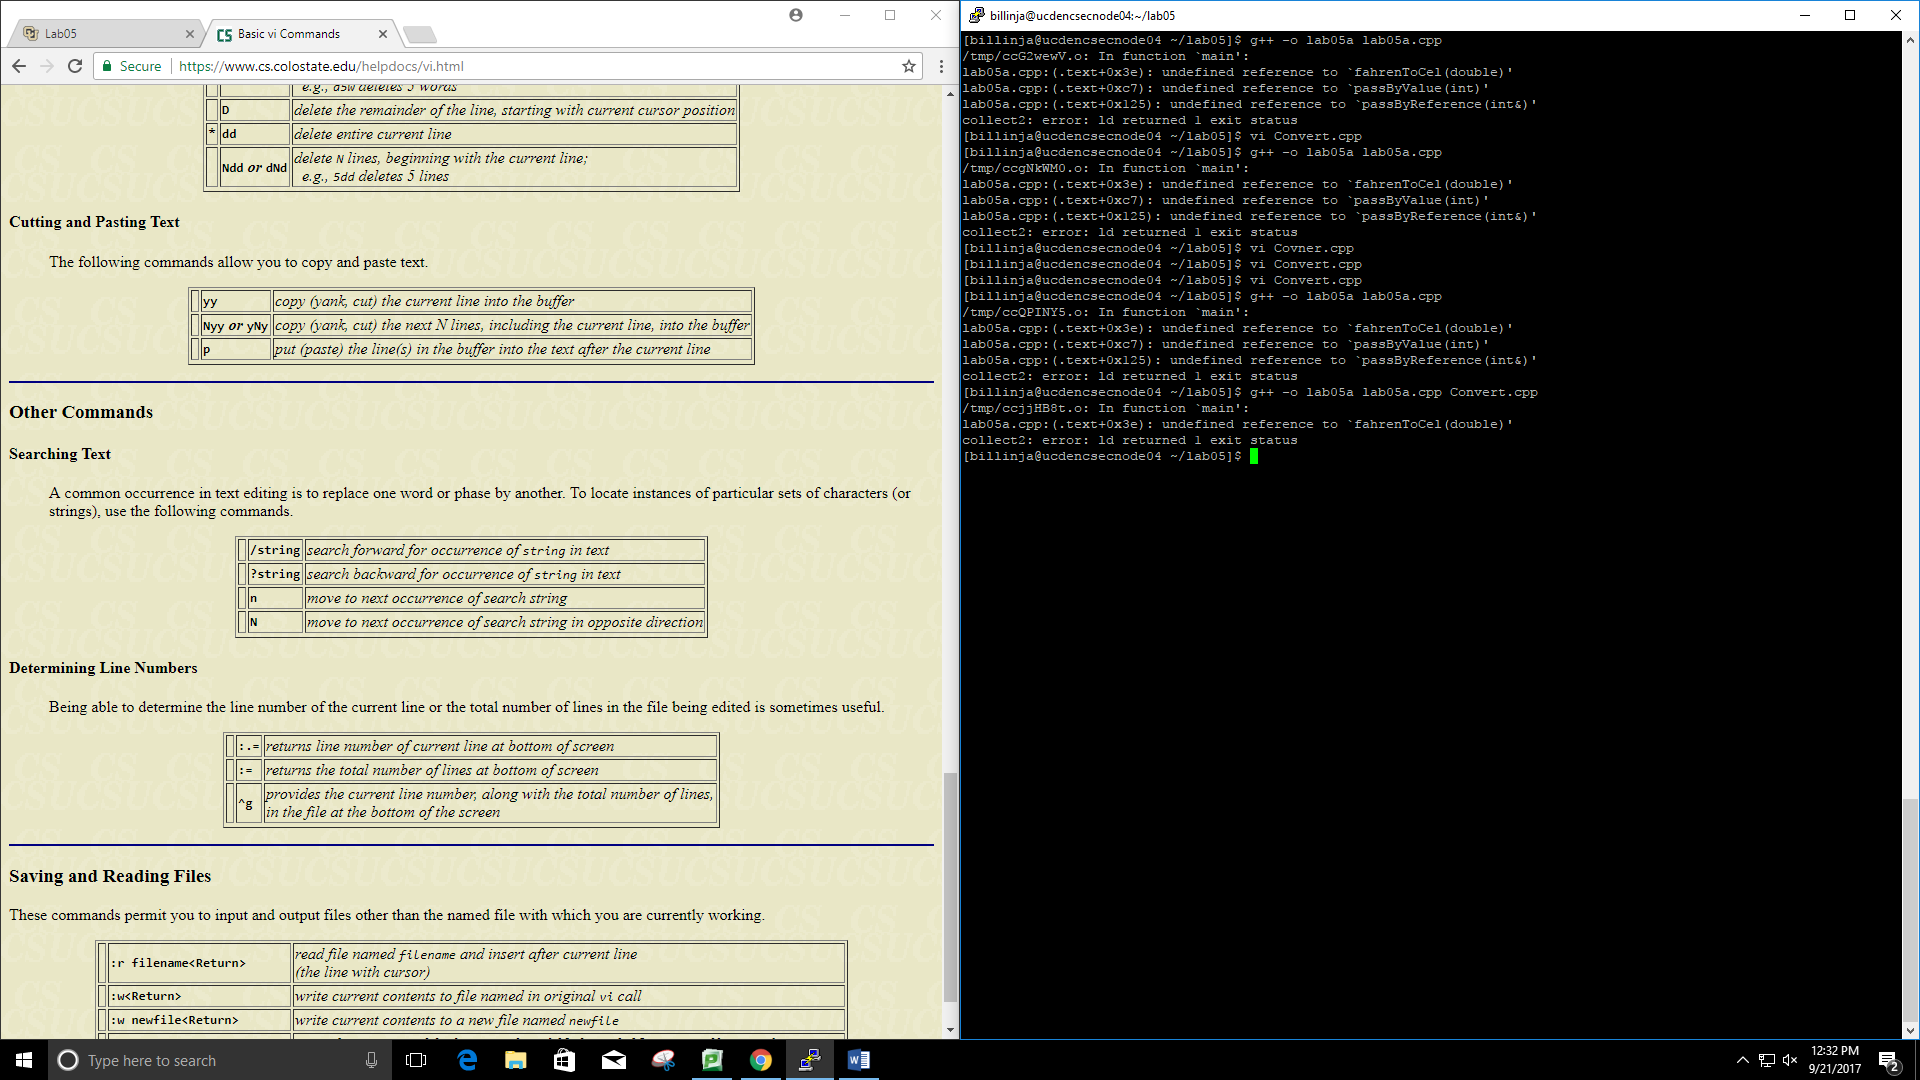 Lab05
Basic vi Commands
Secure
https://www.cs.colostate.edu/helpdocs/vi.html
e.g., d5w deletes 5 words
D delete the remainder of the line, starting with current cursor position
* dd delete entire current line
Ndd or dNd delete N lines, beginning with the current line;
e.g., 5dd deletes 5 lines
Cutting and Pasting Text
The following commands allow you to copy and paste text.
yy copy (yank, cut) the current line into the buffer
Nyy or yNy copy (yank, cut) the next N lines, including the current line, into the buffer
p put (paste) the line(s) in the buffer into the text after the current line
Other Commands
Searching Text
A common occurrence in text editing is to replace one word or phase by another. To locate instances of particular sets of characters (or
strings), use the following commands.
/string search forward for occurrence of string in text
?string search backward for occurrence of string in text
n move to next occurrence of search string
N move to next occurrence of search string in opposite direction
Determining Line Numbers
Being able to determine the line number of the current line or the total number of lines in the file being edited is sometimes useful.
:.= returns line number of current line at bottom of screen
:= returns the total number of lines at bottom of screen
^g provides the current line number, along with the total number of lines,
in the file at the bottom of the screen
Saving and Reading Files
These commands permit you to input and output files other than the named file with which you are currently working.
:r filename<Return> read file named filename and insert after current line
(the line with cursor)
:w<Return> write current contents to file named in original vi call
:w newfile<Return> write current contents to a new file named newfile
billinja@ucdencsecnode04:~/lab05
[billinja@ucdencsecnode04 ~/lab05]$ g++ -o lab05a lab05a.cpp
/tmp/ccG2wewV.o: In function `main':
lab05a.cpp:(.text+0x3e): undefined reference to `fahrenToCel(double)'
lab05a.cpp:(.text+0xc7): undefined reference to `passByValue(int)'
lab05a.cpp:(.text+0x125): undefined reference to `passByReference(int&)'
collect2: error: ld returned 1 exit status
[billinja@ucdencsecnode04 ~/lab05]$ vi Convert.cpp
[billinja@ucdencsecnode04 ~/lab05]$ g++ -o lab05a lab05a.cpp
/tmp/ccgNkWM0.o: In function `main':
lab05a.cpp:(.text+0x3e): undefined reference to `fahrenToCel(double)'
lab05a.cpp:(.text+0xc7): undefined reference to `passByValue(int)'
lab05a.cpp:(.text+0x125): undefined reference to `passByReference(int&)'
collect2: error: ld returned 1 exit status
[billinja@ucdencsecnode04 ~/lab05]$ vi Covner.cpp
[billinja@ucdencsecnode04 ~/lab05]$ vi Convert.cpp
[billinja@ucdencsecnode04 ~/lab05]$ vi Convert.cpp
[billinja@ucdencsecnode04 ~/lab05]$ g++ -o lab05a lab05a.cpp
/tmp/ccQPINY5.o: In function `main':
lab05a.cpp:(.text+0x3e): undefined reference to `fahrenToCel(double)'
lab05a.cpp:(.text+0xc7): undefined reference to `passByValue(int)'
lab05a.cpp:(.text+0x125): undefined reference to `passByReference(int&)'
collect2: error: ld returned 1 exit status
[billinja@ucdencsecnode04 ~/lab05]$ g++ -o lab05a lab05a.cpp Convert.cpp
/tmp/ccjjHB8t.o: In function `main':
lab05a.cpp:(.text+0x3e): undefined reference to `fahrenToCel(double)'
collect2: error: ld returned 1 exit status
[billinja@ucdencsecnode04 ~/lab05]$
Type here to search
12:32 PM
9/21/2017
2